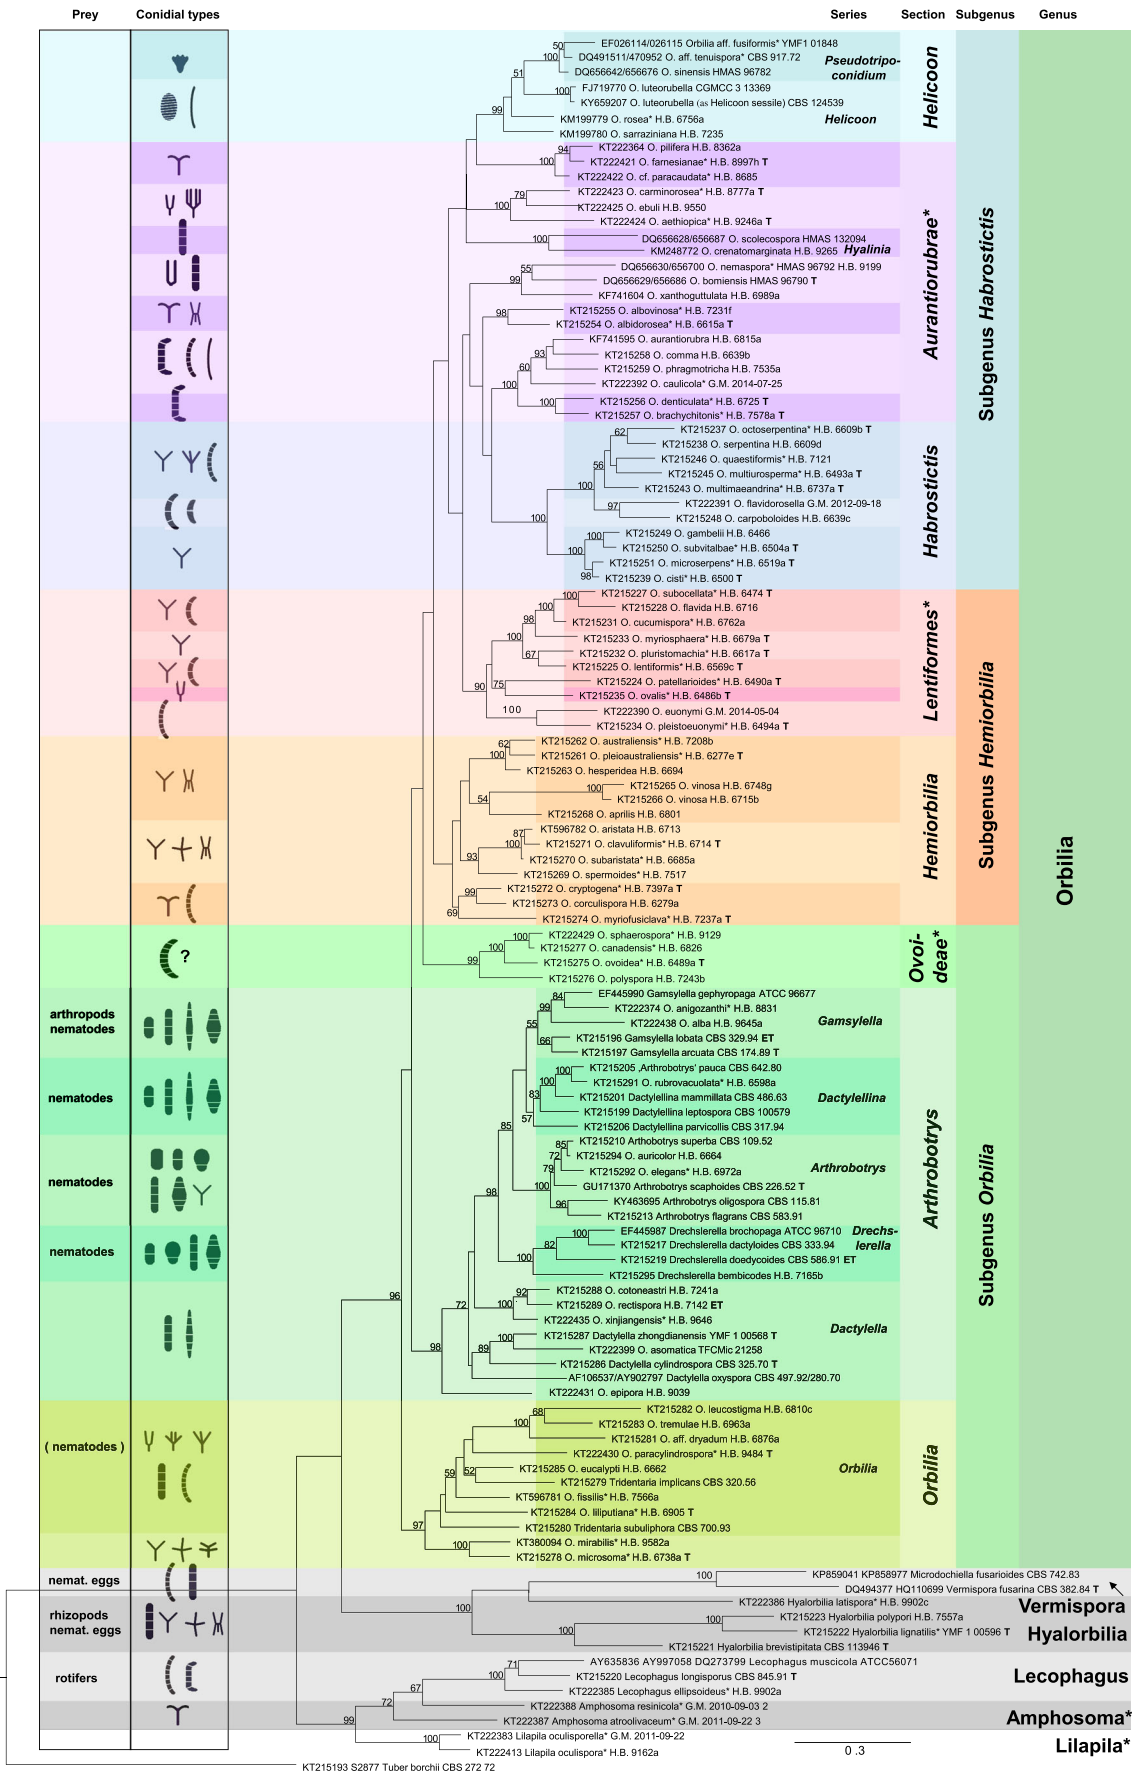 Prey Conidial types Series Section Subgenus Genus
50 EF026114/026115 Orbilia aff. fusiformis* YMF1 01848
100 DQ491511/470952 O. aff. tenuispora* CBS 917.72
DQ656642/656676 O. sinensis HMAS 96782
Pseudotripo-
conidium
51
100 FJ719770 O. luteorubella CGMCC 3 13369
KY659207 O. luteorubella (as Helicoon sessile) CBS 124539
99
KM199779 O. rosea* H.B. 6756a
Helicoon
KM199780 O. sarraziniana H.B. 7235
Helicoon
94 KT222364 O. pilifera H.B. 8362a
100 KT222421 O. farnesianae* H.B. 8997h T
KT222422 O. cf. paracaudata* H.B. 8685
79 KT222423 O. carminorosea* H.B. 8777a T
100 KT222425 O. ebuli H.B. 9550
KT222424 O. aethiopica* H.B. 9246a T
100 DQ656628/656687 O. scolecospora HMAS 132094
KM248772 O. crenatomarginata H.B. 9265 Hyalinia
55 DQ656630/656700 O. nemaspora* HMAS 96792 H.B. 9199
99 DQ656629/656686 O. bomiensis HMAS 96790 T
KF741604 O. xanthoguttulata H.B. 6989a
98 KT215255 O. albovinosa* H.B. 7231f
KT215254 O. albidorosea* H.B. 6615a T
KF741595 O. aurantiorubra H.B. 6815a
93 KT215258 O. comma H.B. 6639b
60 KT215259 O. phragmotricha H.B. 7535a
100 KT222392 O. caulicola* G.M. 2014-07-25
100 KT215256 O. denticulata* H.B. 6725 T
KT215257 O. brachychitonis* H.B. 7578a T
Aurantiorubrae*
Subgenus Habrostictis
62 KT215237 O. octoserpentina* H.B. 6609b T
KT215238 O. serpentina H.B. 6609d
KT215246 O. quaestiformis* H.B. 7121
56 KT215245 O. multiurosperma* H.B. 6493a T
100 KT215243 O. multimaeandrina* H.B. 6737a T
97 KT222391 O. flavidorosella G.M. 2012-09-18
100 KT215248 O. carpoboloides H.B. 6639c
100 KT215249 O. gambelii H.B. 6466
100 KT215250 O. subvitalbae* H.B. 6504a T
KT215251 O. microserpens* H.B. 6519a T
98 KT215239 O. cisti* H.B. 6500 T
Habrostictis
100 KT215227 O. subocellata* H.B. 6474 T
100 KT215228 O. flavida H.B. 6716
98 KT215231 O. cucumispora* H.B. 6762a
100 KT215233 O. myriosphaera* H.B. 6679a T
67 KT215232 O. pluristomachia* H.B. 6617a T
KT215225 O. lentiformis* H.B. 6569c T
90 75 KT215224 O. patellarioides* H.B. 6490a T
KT215235 O. ovalis* H.B. 6486b T
100 KT222390 O. euonymi G.M. 2014-05-04
KT215234 O. pleistoeuonymi* H.B. 6494a T
Lentiformes*
Subgenus Hemiorbilia
62 KT215262 O. australiensis* H.B. 7208b
100 KT215261 O. pleioaustraliensis* H.B. 6277e T
KT215263 O. hesperidea H.B. 6694
100 KT215265 O. vinosa H.B. 6748g
54 KT215266 O. vinosa H.B. 6715b
KT215268 O. aprilis H.B. 6801
87 KT596782 O. aristata H.B. 6713
100 KT215271 O. clavuliformis* H.B. 6714 T
93 KT215270 O. subaristata* H.B. 6685a
KT215269 O. spermoides* H.B. 7517
99 KT215272 O. cryptogena* H.B. 7397a T
KT215273 O. corculispora H.B. 6279a
69 KT215274 O. myriofusiclava* H.B. 7237a T
Hemiorbilia
Orbilia
100 KT222429 O. sphaerospora* H.B. 9129
100 KT215277 O. canadensis* H.B. 6826
?
99 KT215275 O. ovoidea* H.B. 6489a T
KT215276 O. polyspora H.B. 7243b
Ovoi-
deae*
84 EF445990 Gamsylella gephyropaga ATCC 96677
99 KT222374 O. anigozanthi* H.B. 8831
arthropods
nematodes
55 KT222438 O. alba H.B. 9645a
Gamsylella
66 KT215196 Gamsylella lobata CBS 329.94 ET
KT215197 Gamsylella arcuata CBS 174.89 T
100 KT215205 ‚Arthrobotrys' pauca CBS 642.80
100 KT215291 O. rubrovacuolata* H.B. 6598a
nematodes
83 KT215201 Dactylellina mammillata CBS 486.63
Dactylellina
57 KT215199 Dactylellina leptospora CBS 100579
85 KT215206 Dactylellina parvicollis CBS 317.94
85 KT215210 Arthobotrys superba CBS 109.52
72 KT215294 O. auricolor H.B. 6664
79 KT215292 O. elegans* H.B. 6972a
Arthrobotrys
nematodes
100 GU171370 Arthobotrys scaphoides CBS 226.52 T
98 96 KY463695 Arthobotrys oligospora CBS 115.81
KT215213 Arthobotrys flagrans CBS 583.91
Arthrobotrys
Subgenus Orbilia
100 EF445987 Drechslerella brochopaga ATCC 96710
82 KT215217 Drechslerella dactyloides CBS 333.94
Drechs-
lerella
nematodes
100 KT215219 Drechslerella doedycoides CBS 586.91 ET
KT215295 Drechslerella bembicodes H.B. 7165b
96 72 92 KT215288 O. cotoneastri H.B. 7241a
100 KT215289 O. rectispora H.B. 7142 ET
KT222435 O. xinjiangensis* H.B. 9646
Dactylella
98 89 100 KT215287 Dactylella zhongdianensis YMF 1 00568 T
KT222399 O. asomatica TFCMic 21258
KT215286 Dactylella cylindrospora CBS 325.70 T
AF106537/AY902797 Dactylella oxyspora CBS 497.92/280.70
KT222431 O. epipora H.B. 9039
68 KT215282 O. leucostigma H.B. 6810c
100 KT215283 O. tremulae H.B. 6963a
KT215281 O. aff. dryadum H.B. 6876a
( nematodes )
KT222430 O. paracylindrospora* H.B. 9484 T
59 52 KT215285 O. eucalypti H.B. 6662
Orbilia
KT215279 Tridentaria implicans CBS 320.56
KT596781 O. fissilis* H.B. 7566a
KT215284 O. liliputiana* H.B. 6905 T
97 KT215280 Tridentaria subuliphora CBS 700.93
100 KT380094 O. mirabilis* H.B. 9582a
KT215278 O. microsoma* H.B. 6738a T
Orbilia
nemat. eggs
100 KP859041 KP858977 Microdochiella fusarioides CBS 742.83
DQ494377 HQ110699 Vermispora fusarina CBS 382.84 T
100 KT222386 Hyalorbilia latispora* H.B. 9902c
Vermispora
rhizopods
nemat. eggs
100 KT215223 Hyalorbilia polypori H.B. 7557a
100 KT215222 Hyalorbilia lignatilis* YMF 1 00596 T
Hyalorbilia
KT215221 Hyalorbilia brevistipitata CBS 113946 T
71 AY635836 AY997058 DQ273799 Lecophagus muscicola ATCC56071
rotifers
100 KT215220 Lecophagus longisporus CBS 845.91 T
Lecophagus
67 KT222385 Lecophagus ellipsoideus* H.B. 9902a
72 KT222388 Amphosoma resinicola* G.M. 2010-09-03 2
99 KT222387 Amphosoma atroolivaceum* G.M. 2011-09-22 3
Amphosoma*
100 KT222383 Lilapila oculisporella* G.M. 2011-09-22
KT222413 Lilapila oculispora* H.B. 9162a
Lilapila*
0.3
KT215193 S2877 Tuber borchii CBS 272 72